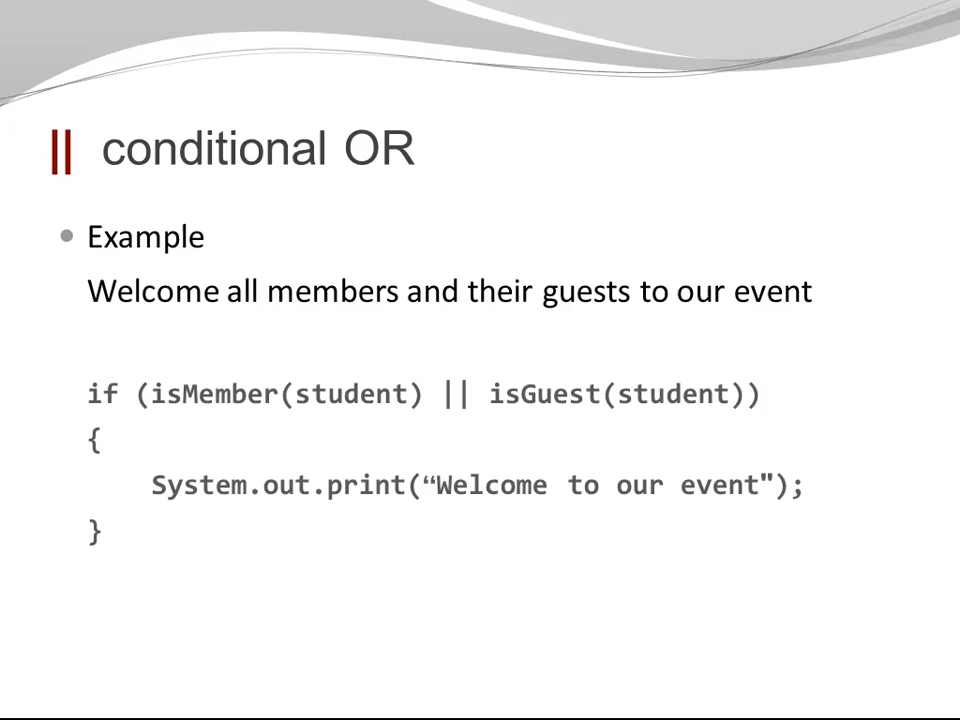 || conditional OR
Example
Welcome all members and their guests to our event
if (isMember(student) || isGuest(student))
{
System.out.print(“Welcome to our event");
}